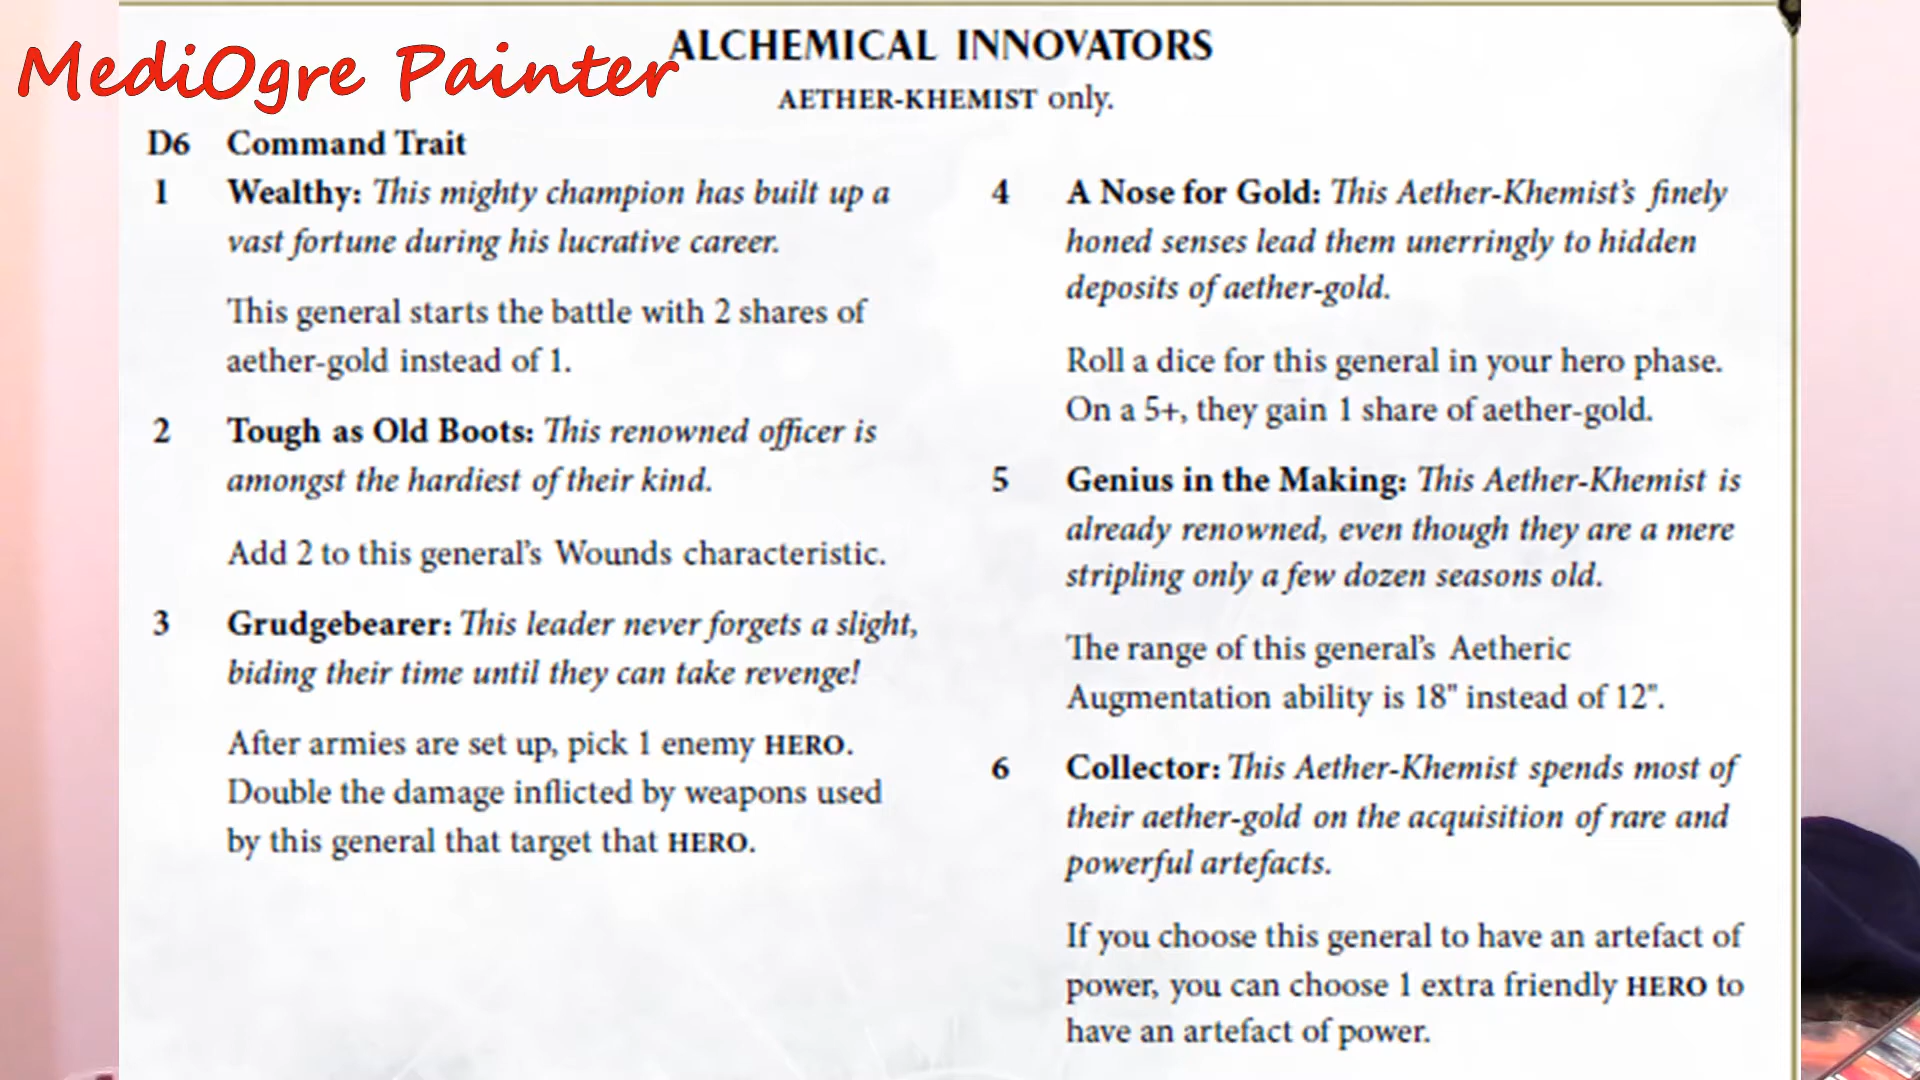 MediOgre Painter
ALCHEMICAL INNOVATORS
AETHER-KHEMIST only.
D6 Command Trait
1 Wealthy: This mighty champion has built up a
vast fortune during his lucrative career.
This general starts the battle with 2 shares of
aether-gold instead of 1.
2 Tough as Old Boots: This renowned officer is
amongst the hardiest of their kind.
Add 2 to this general's Wounds characteristic.
3 Grudgebearer: This leader never forgets a slight,
biding their time until they can take revenge!
After armies are set up, pick 1 enemy HERO.
Double the damage inflicted by weapons used
by this general that target that HERO.
4 A Nose for Gold: This Aether-Khemist's finely
honed senses lead them unerringly to hidden
deposits of aether-gold.
Roll a dice for this general in your hero phase.
On a 5+, they gain 1 share of aether-gold.
5 Genius in the Making: This Aether-Khemist is
already renowned, even though they are a mere
stripling only a few dozen seasons old.
The range of this general's Aetheric
Augmentation ability is 18" instead of 12".
6 Collector: This Aether-Khemist spends most of
their aether-gold on the acquisition of rare and
powerful artefacts.
If you choose this general to have an artefact of
power, you can choose 1 extra friendly HERO to
have an artefact of power.